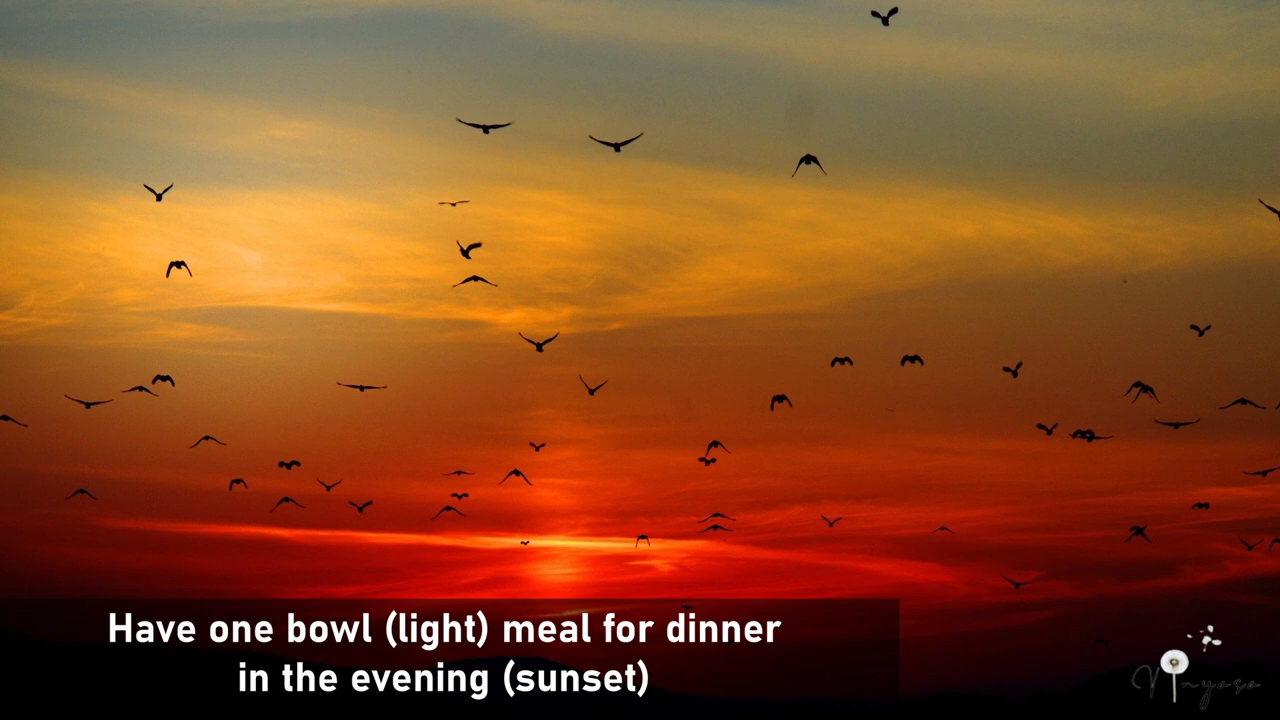 Have one bowl (light) meal for dinner
in the evening (sunset)